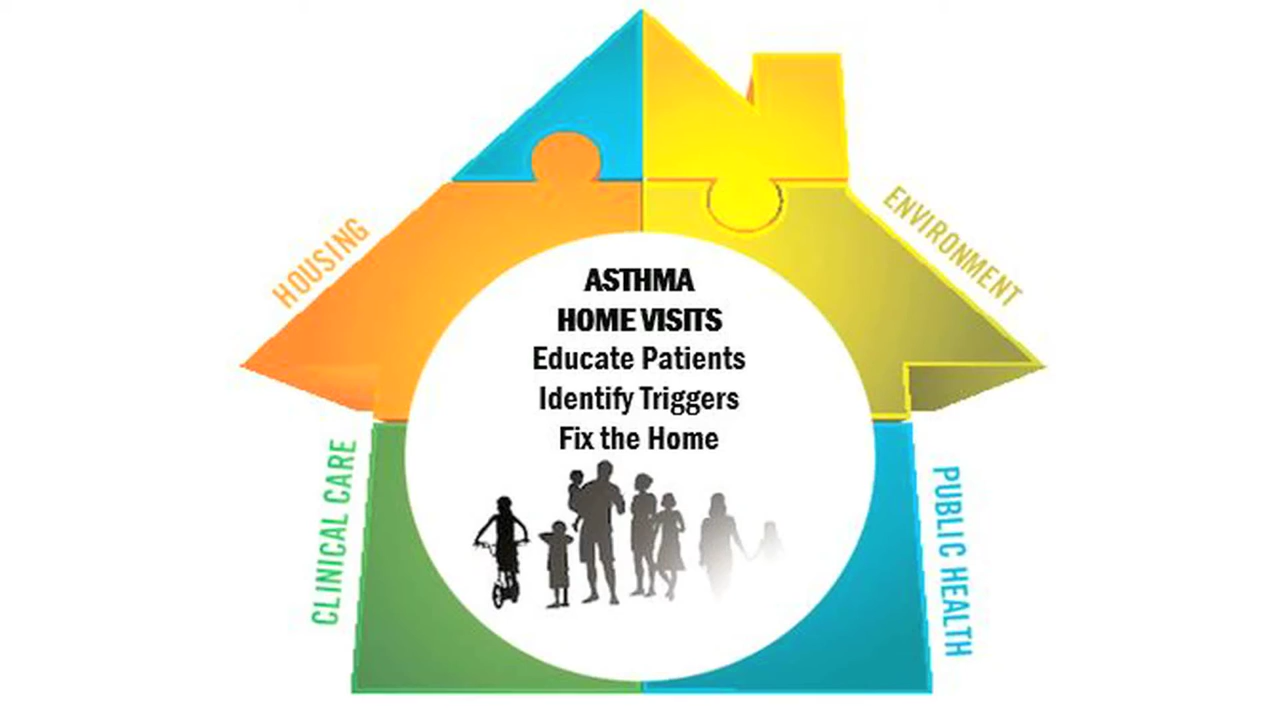 HOUSING
ENVIRONMENT
ASTHMA
HOME VISITS
Educate Patients
Identify Triggers
Fix the Home
CLINICAL CARE
PUBLIC HEALTH